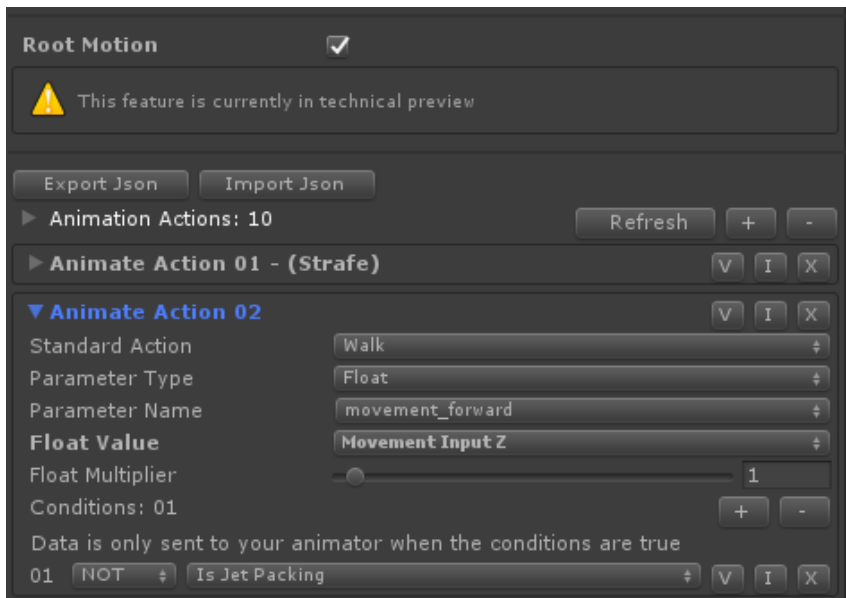 Root Motion
This feature is currently in technical preview
Export Json Import Json
Animation Actions: 10 Refresh + -
Animate Action 01 - (Strafe) V I X
Animate Action 02 V I X
Standard Action Walk
Parameter Type Float
Parameter Name movement_forward
Float Value Movement Input Z
Float Multiplier 1
Conditions: 01 + -
Data is only sent to your animator when the conditions are true
01 NOT Is Jet Packing V I X